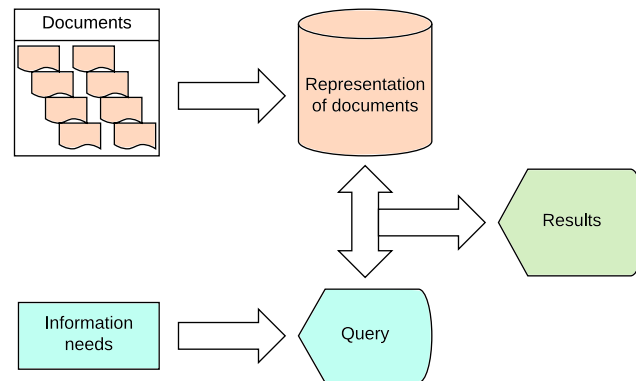 Documents
Representation
of documents
Results
Information
needs
Query